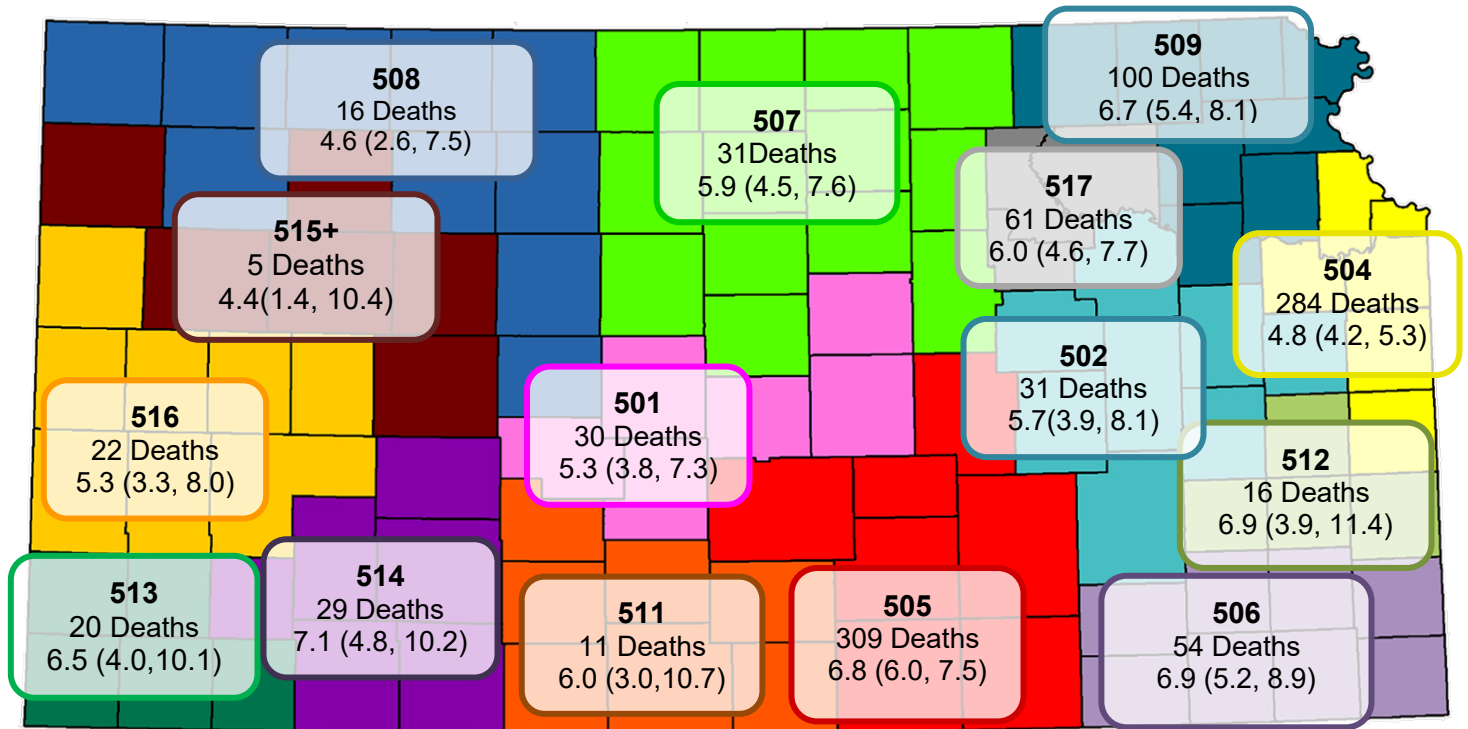 508
16 Deaths
4.6 (2.6, 7.5)
507
31Deaths
5.9 (4.5, 7.6)
509
100 Deaths
6.7 (5.4, 8.1)
517
61 Deaths
6.0 (4.6, 7.7)
515+
5 Deaths
4.4(1.4, 10.4)
504
284 Deaths
4.8 (4.2, 5.3)
516
22 Deaths
5.3 (3.3, 8.0)
501
30 Deaths
5.3 (3.8, 7.3)
502
31 Deaths
5.7(3.9, 8.1)
512
16 Deaths
6.9 (3.9, 11.4)
513
20 Deaths
6.5 (4.0,10.1)
514
29 Deaths
7.1 (4.8, 10.2)
511
11 Deaths
6.0 (3.0,10.7)
505
309 Deaths
6.8 (6.0, 7.5)
506
54 Deaths
6.9 (5.2, 8.9)